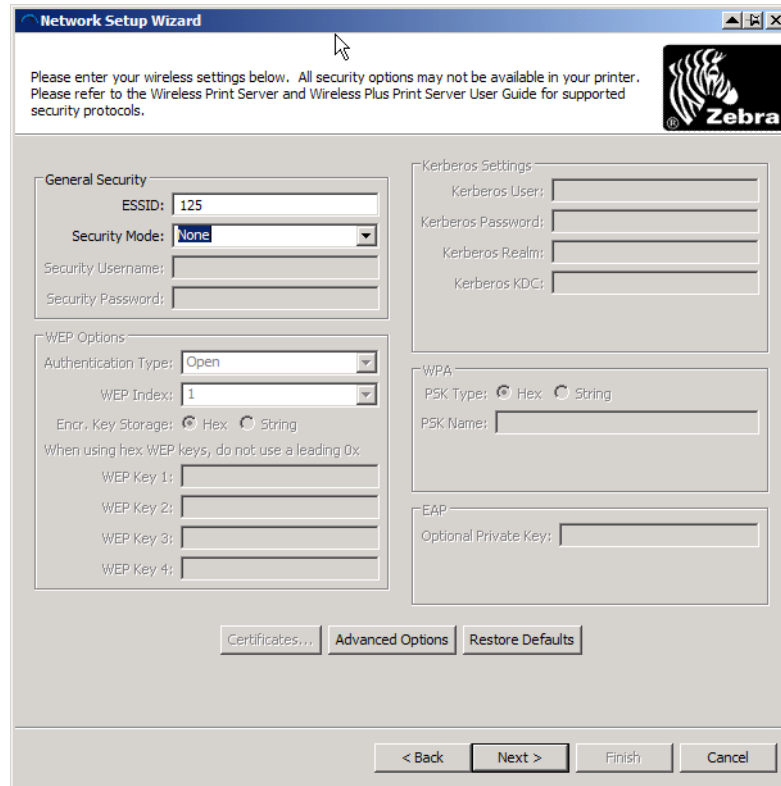 Network Setup Wizard
Please enter your wireless settings below. All security options may not be available in your printer.
Please refer to the Wireless Print Server and Wireless Plus Print Server User Guide for supported
security protocols.
® Zebra
General Security
ESSID: 125
Security Mode: None
Security Username:
Security Password:
WEP Options
Authentication Type: Open
WEP Index: 1
Encr. Key Storage: Hex String
When using hex WEP keys, do not use a leading 0x
WEP Key 1:
WEP Key 2:
WEP Key 3:
WEP Key 4:
Kerberos Settings
Kerberos User:
Kerberos Password:
Kerberos Realm:
Kerberos KDC:
WPA
PSK Type: Hex String
PSK Name:
EAP
Optional Private Key:
Certificates... Advanced Options Restore Defaults
< Back Next > Finish Cancel